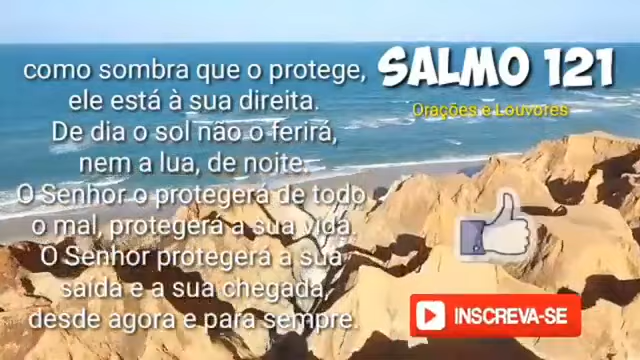 como sombra que o protege,
ele está à sua direita.
De dia o sol não o ferirá,
nem a lua, de noite.
O Senhor o protegerá de todo
o mal, protegerá a sua vida.
O Senhor protegerá a sua
saída e a sua chegada,
desde agora e para sempre.
SALMO 121
Orações e Louvores
INSCREVA-SE